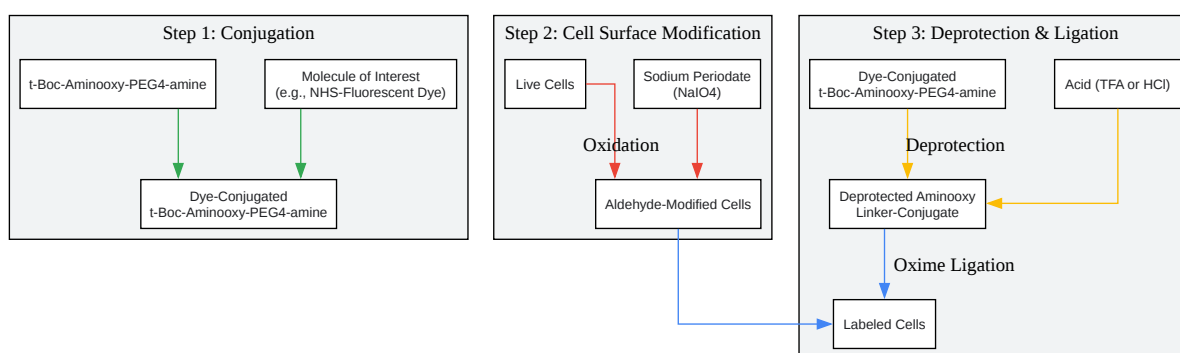 Step 1: Conjugation
t-Boc-Aminooxy-PEG4-amine
Molecule of Interest
(e.g., NHS-Fluorescent Dye)
Dye-Conjugated
t-Boc-Aminooxy-PEG4-amine
Step 2: Cell Surface Modification
Live Cells
Sodium Periodate
(NaIO4)
Oxidation
Aldehyde-Modified Cells
Step 3: Deprotection & Ligation
Dye-Conjugated
t-Boc-Aminooxy-PEG4-amine
Acid (TFA or HCl)
Deprotection
Deprotected Aminooxy
Linker-Conjugate
Oxime Ligation
Labeled Cells